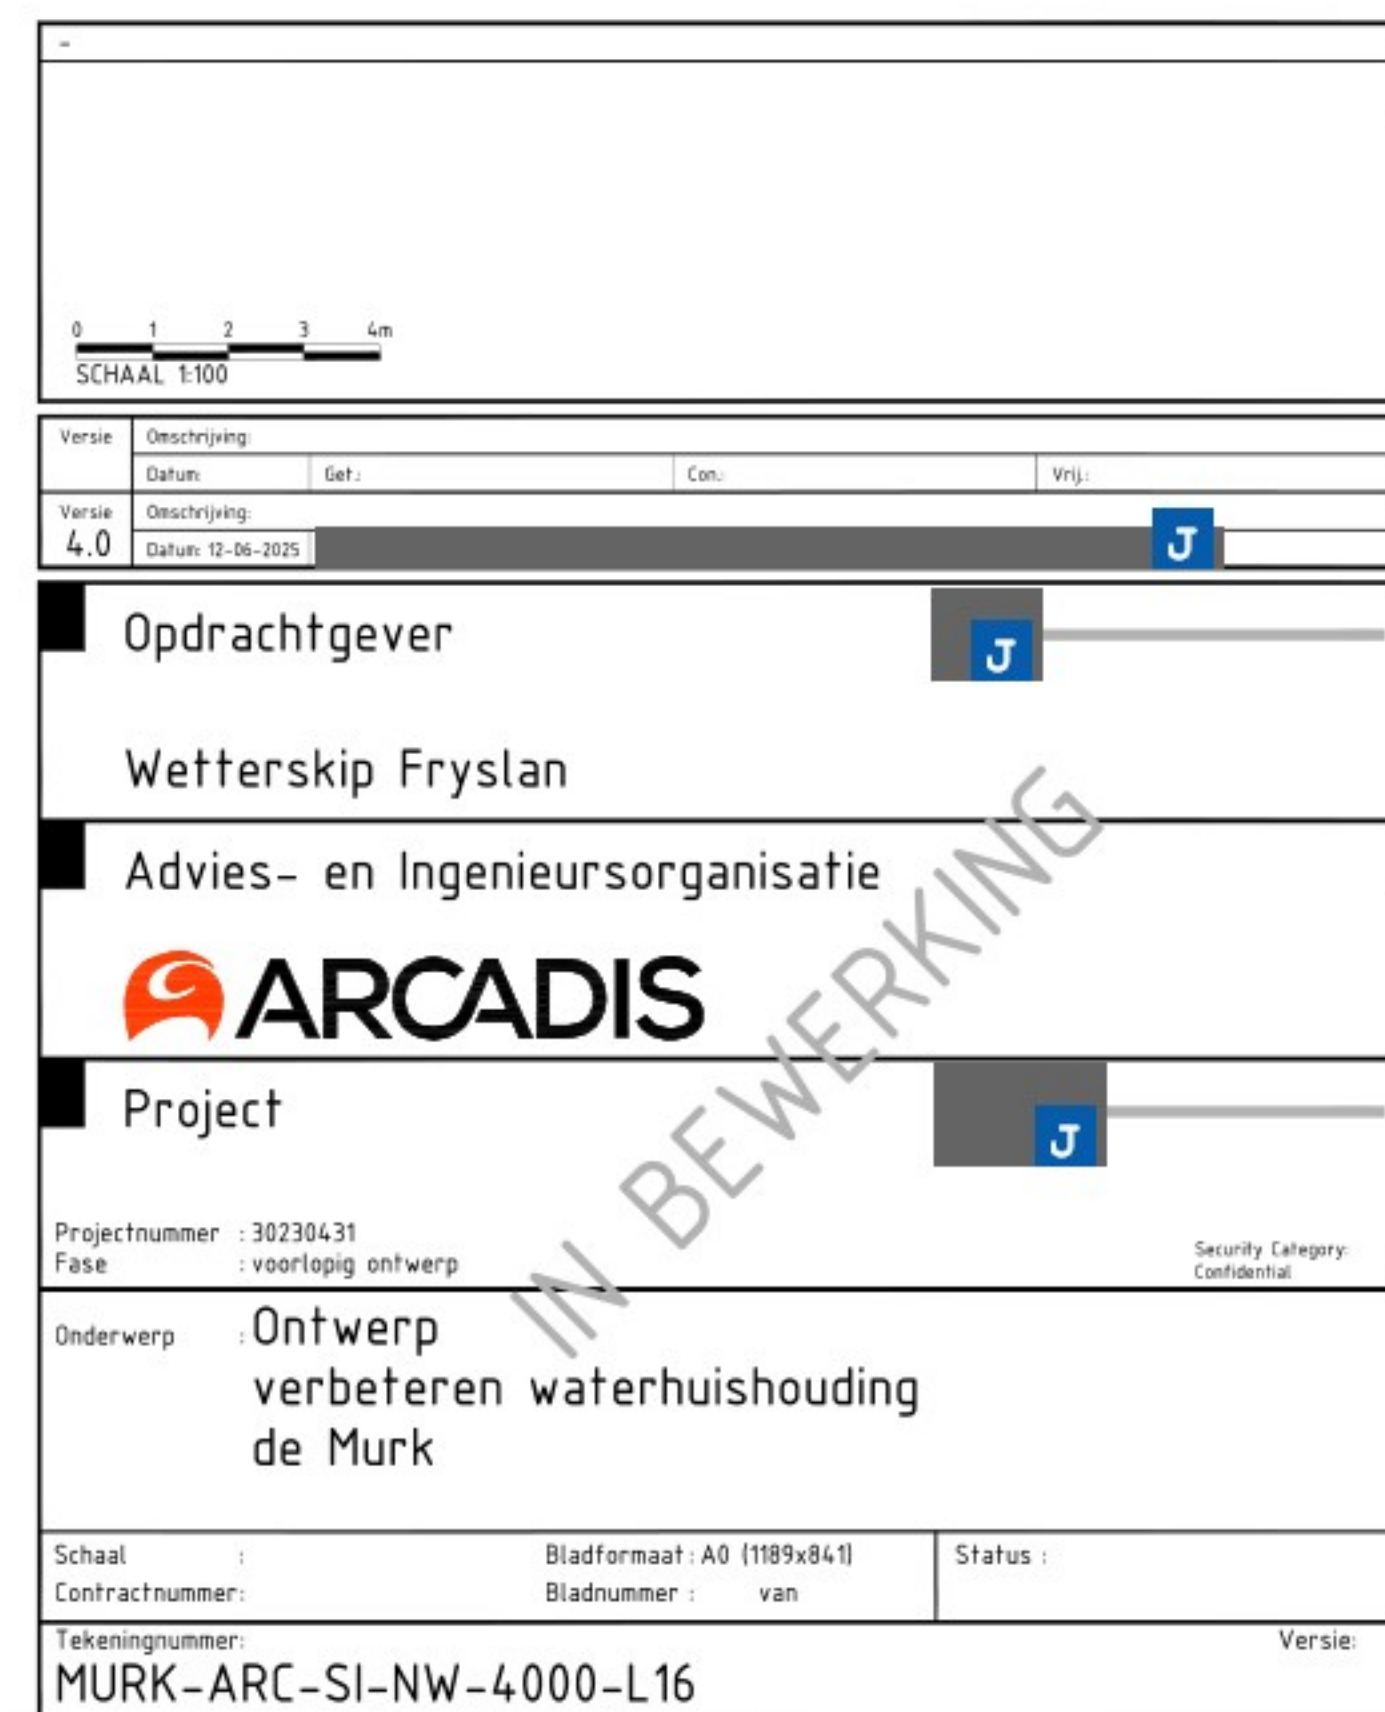 -
0 1 2 3 4m
SCHAAL 1:100
Versie Omschrijving:
Datum: Get.: Con.: Vrij.:
Versie Omschrijving:
4.0 Datum: 12-06-2025
J
Opdrachtgever
J
Wetterskip Fryslan
Advies- en Ingenieursorganisatie
ARCADIS
Project
J
IN BEWERKING
Projectnummer : 30230431
Fase : voorlopig ontwerp
Security Category:
Confidential
Onderwerp : Ontwerp
verbeteren waterhuishouding
de Murk
Schaal : Bladformaat : A0 (1189x841) Status :
Contractnummer: Bladnummer : van
Tekeningnummer: Versie:
MURK-ARC-SI-NW-4000-L16